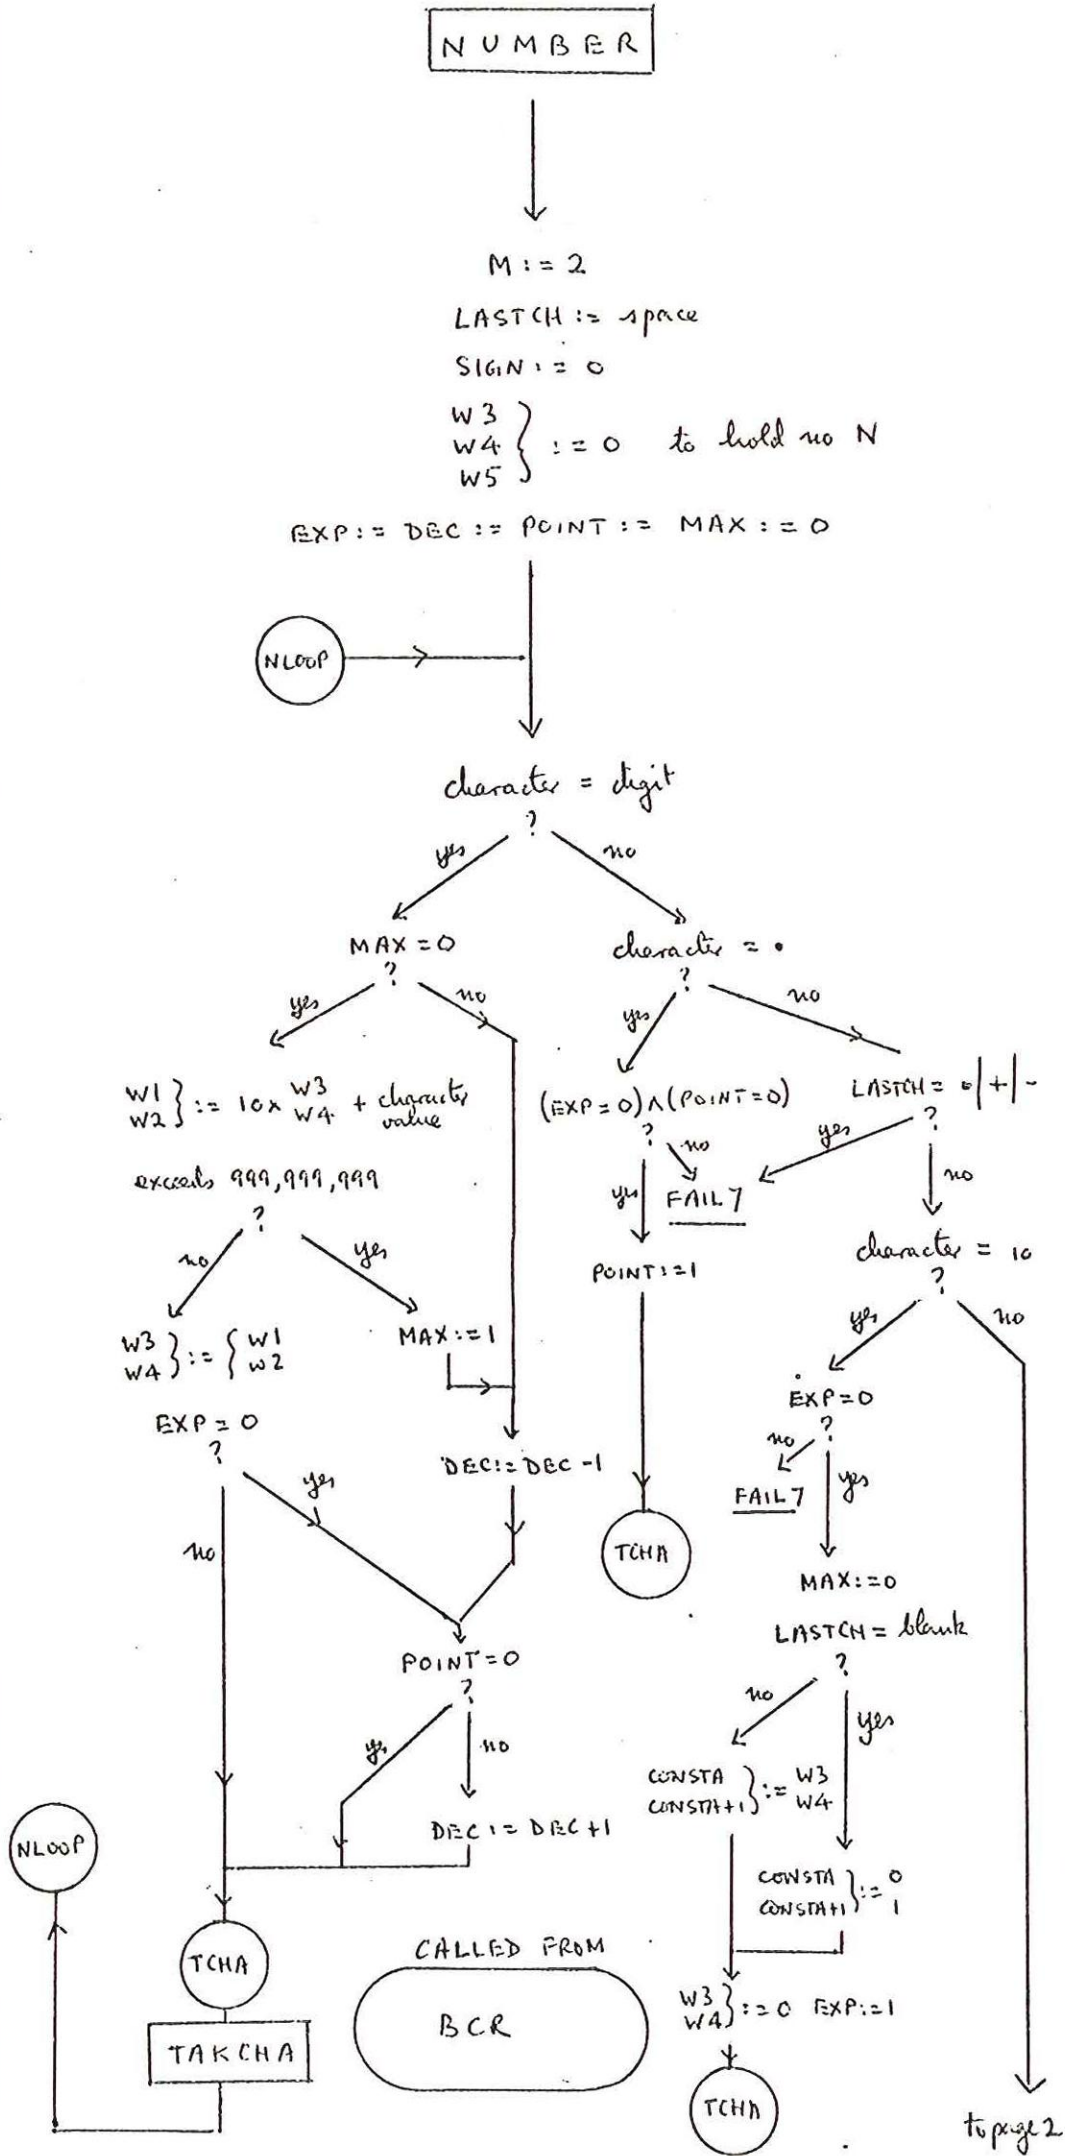 NUMBER
M := 2
LASTCH := space
SIGN := 0
W3
W4 } := 0 to hold no N
W5
EXP := DEC := POINT := MAX := 0
NLOOP
character = digit
?
yes
no
MAX = 0
?
character = .
?
yes
no
yes
no
W1
W2 } := 10 x W3 W4 + character value
(EXP = 0) ∧ (POINT = 0)
?
LASTCH = .|+|-
?
exceeds 999,999,999
?
yes
no
FAIL 7
yes
no
no
yes
POINT := 1
character = 10
?
W3
W4 } := { W1 W2
MAX := 1
yes
no
EXP = 0
?
EXP = 0
?
yes
no
DEC := DEC -1
no
FAIL 7
yes
TCHA
MAX := 0
LASTCH = blank
?
POINT = 0
?
yes
no
no
yes
CONSTA
CONSTA+1 } := W3 W4
DEC := DEC +1
NLOOP
CONSTA
CONSTA+1 } := 0 1
TCHA
CALLED FROM
BCR
W3
W4 } := 0 EXP := 1
TAKCHA
TCHA
to page 2